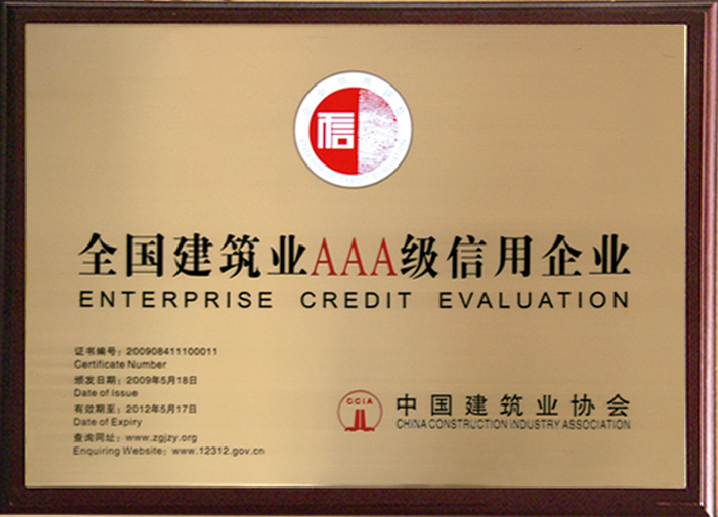 信
全国建筑业AAA级信用企业
ENTERPRISE CREDIT EVALUATION
证书编号：200908411100011
Certificate Number
颁发日期：2009年5月18日
Date of Issue
有效期至：2012年5月17日
Date of Expiry
查询网址：www.zgjzy.org
Enquiring Website：www.12312.gov.cn
CCIA
中国建筑业协会
CHINA CONSTRUCTION INDUSTRY ASSOCIATION